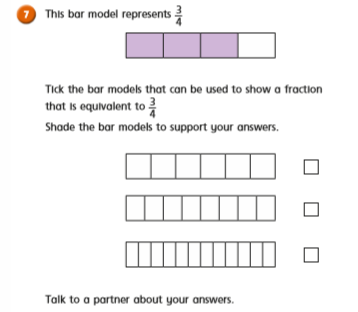 7 This bar model represents 3/4
Tick the bar models that can be used to show a fraction
that is equivalent to 3/4
Shade the bar models to support your answers.
Talk to a partner about your answers.